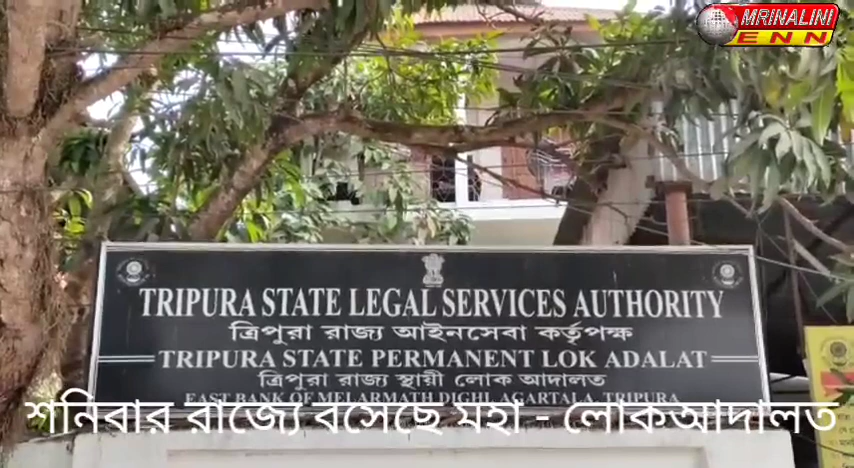 MRINALINI
ENN
TRIPURA STATE LEGAL SERVICES AUTHORITY
ত্রিপুরা রাজ্য আইনসেবা কর্তৃপক্ষ
TRIPURA STATE PERMANENT LOK ADALAT
ত্রিপুরা রাজ্য স্থায়ী লোক আদালত
EAST BANK OF MELARMATH DIGHI, AGARTALA, TRIPURA
শনিবার রাজ্যে বসেছে মহা - লোকআদালত